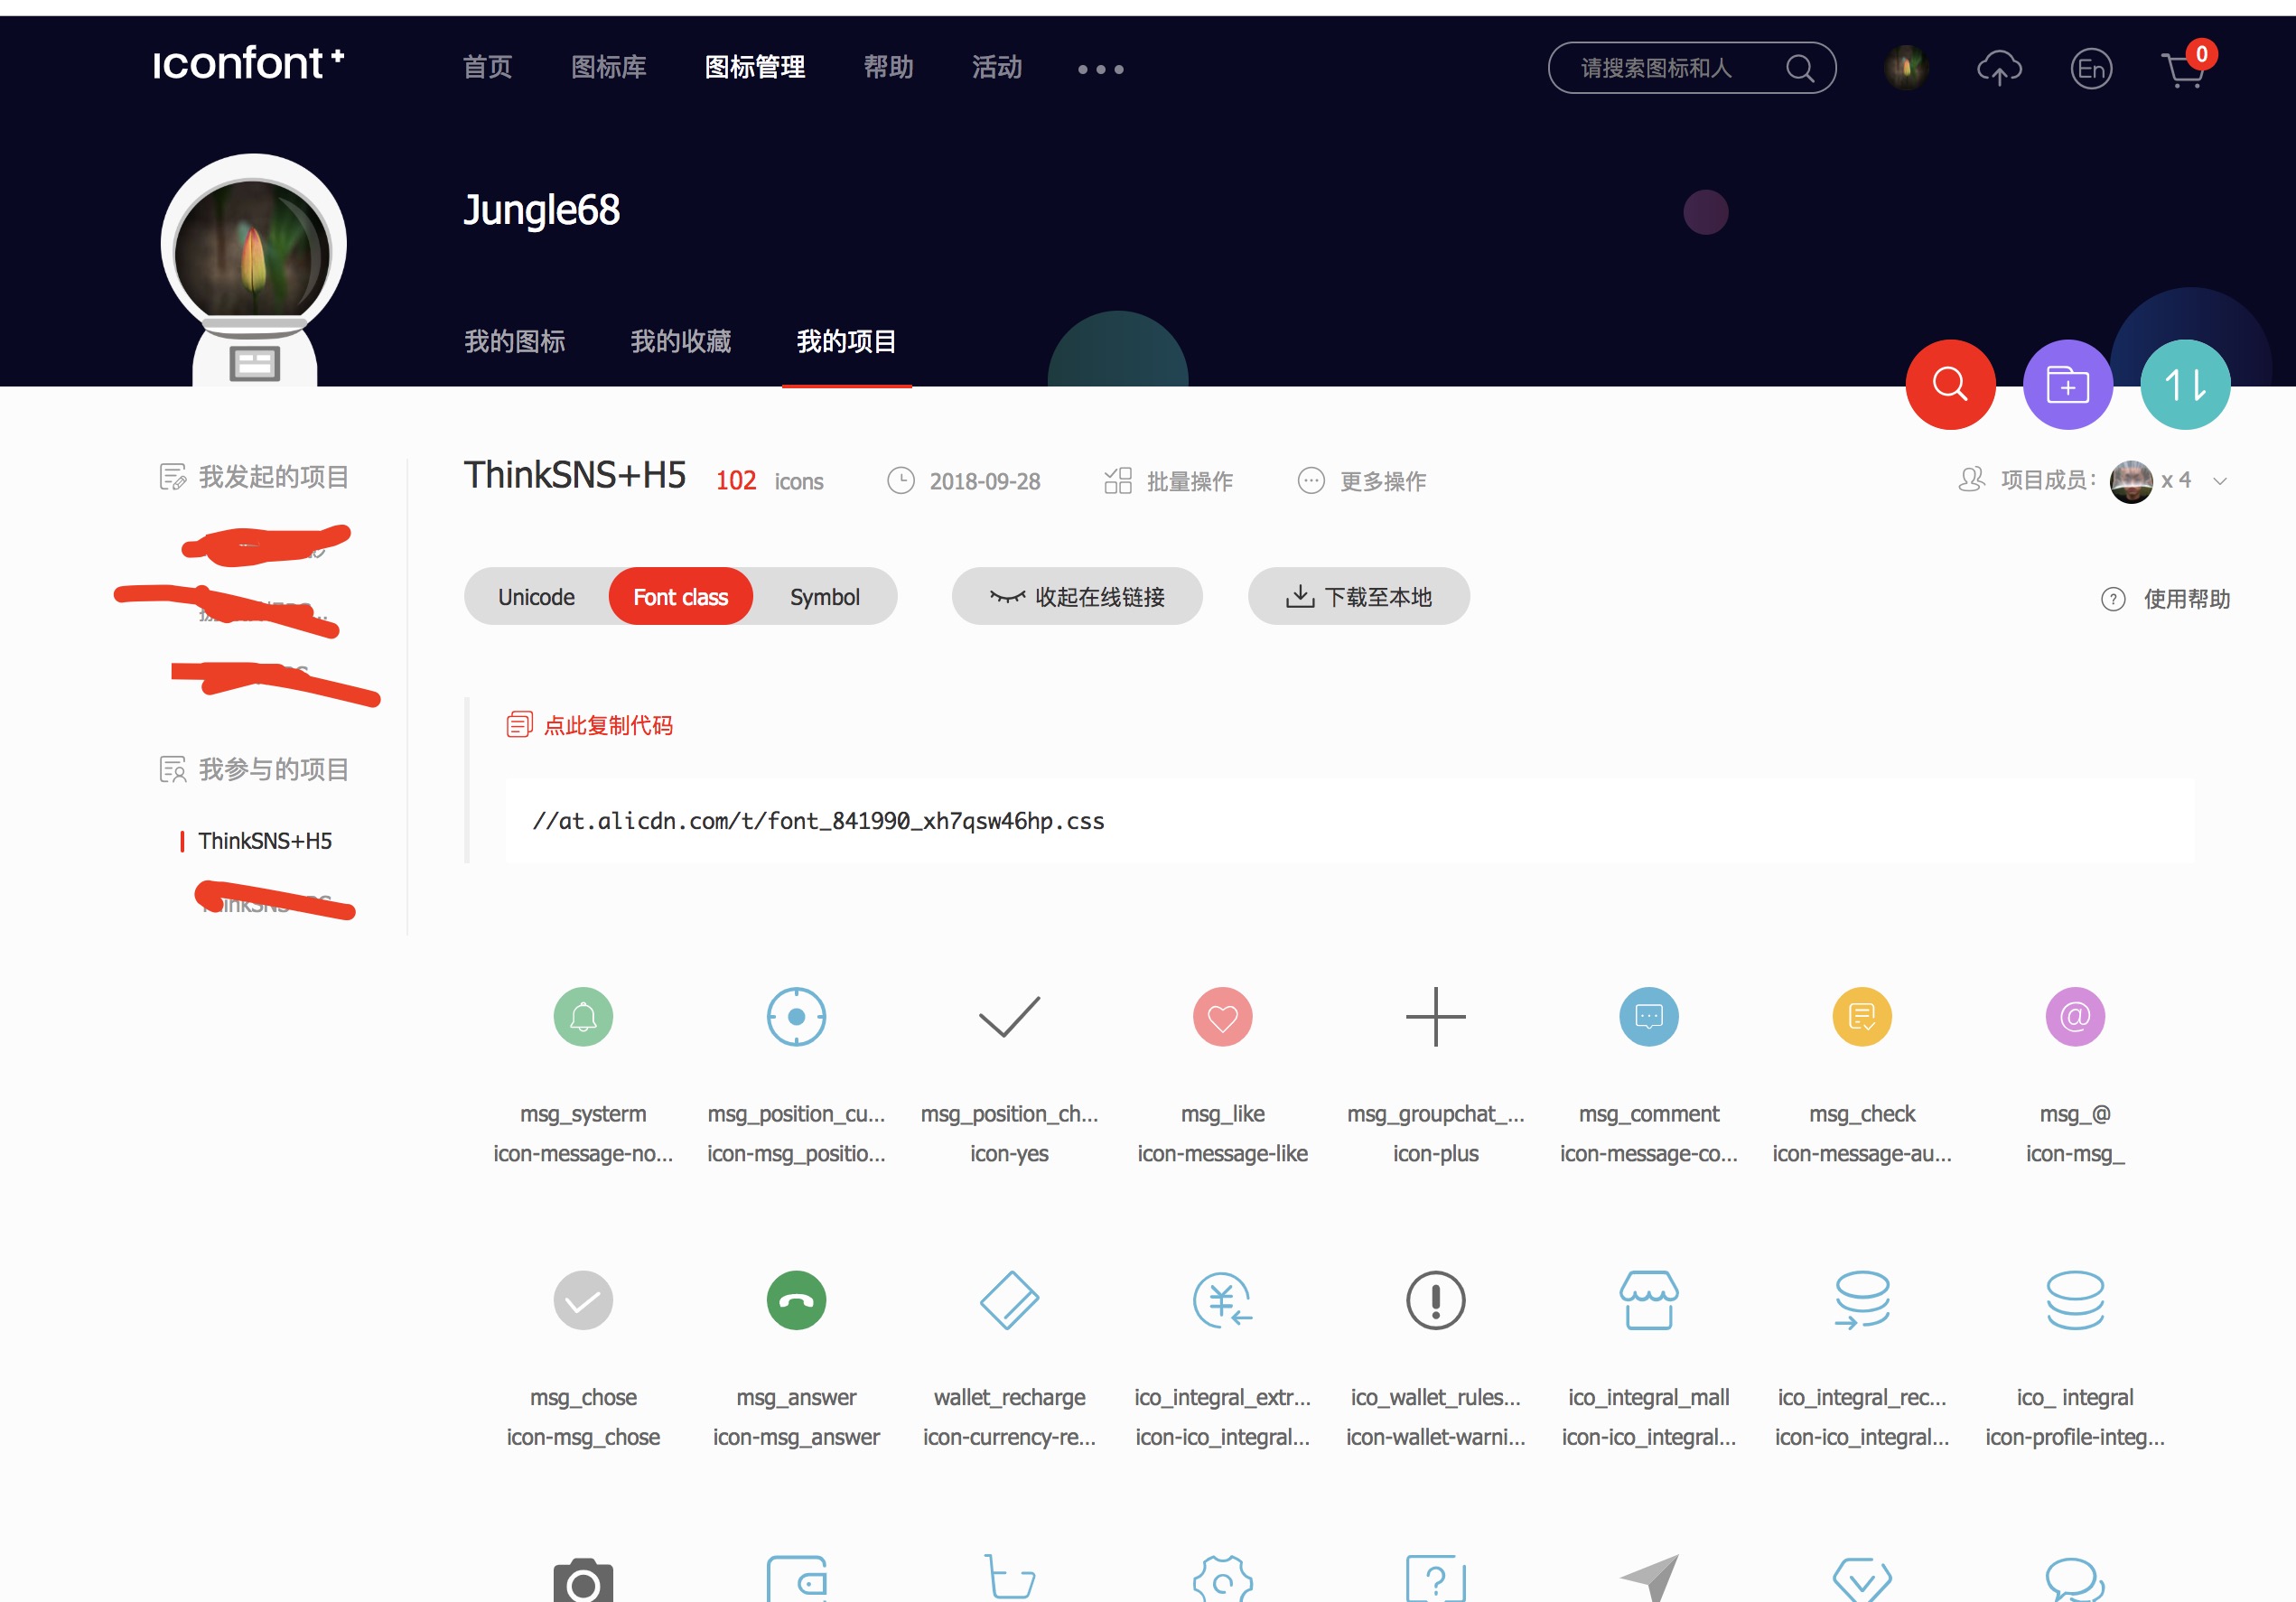 iconfont+
首页 图标库 图标管理 帮助 活动
请搜索图标和人
En
0
Jungle68
我的图标 我的收藏 我的项目
我发起的项目
我参与的项目
ThinkSNS+H5
ThinkSNS+H5 102 icons 2018-09-28 批量操作 更多操作 项目成员: x 4
Unicode Font class Symbol 收起在线链接 下载至本地 使用帮助
点此复制代码
//at.alicdn.com/t/font_841990_xh7qsw46hp.css
msg_systerm msg_position_cu... msg_position_ch... msg_like msg_groupchat_... msg_comment msg_check msg_@
icon-message-no... icon-msg_positio... icon-yes icon-message-like icon-plus icon-message-co... icon-message-au... icon-msg_
msg_chose msg_answer wallet_recharge ico_integral_extr... ico_wallet_rules... ico_integral_mall ico_integral_rec... ico_ integral
icon-msg_chose icon-msg_answer icon-currency-re... icon-ico_integral... icon-wallet-warni... icon-ico_integral... icon-ico_integral... icon-profile-integ...